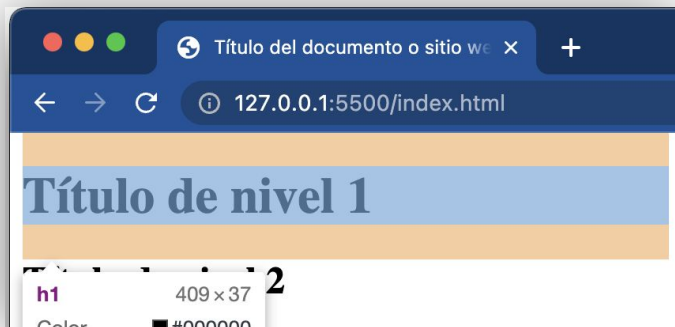 Título del documento o sitio we
127.0.0.1:5500/index.html
Título de nivel 1
2
h1 409 × 37
Color #000000